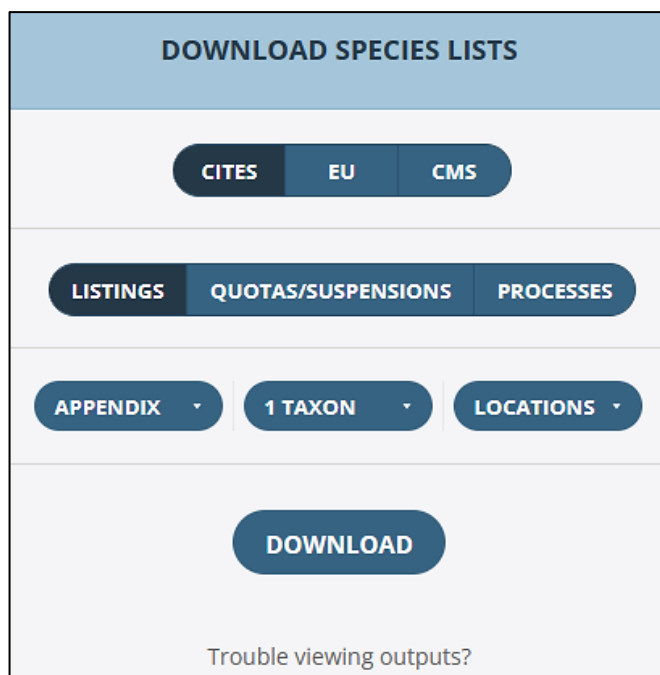 DOWNLOAD SPECIES LISTS
CITES EU CMS
LISTINGS QUOTAS/SUSPENSIONS PROCESSES
APPENDIX 1 TAXON LOCATIONS
DOWNLOAD
Trouble viewing outputs?